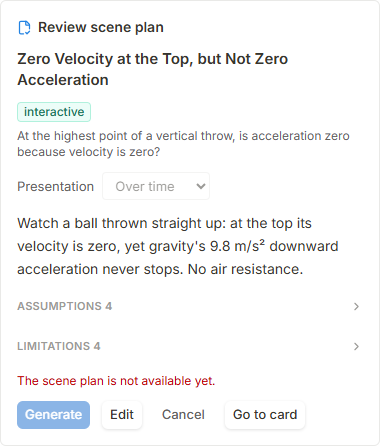 Review scene plan
Zero Velocity at the Top, but Not Zero
Acceleration
interactive
At the highest point of a vertical throw, is acceleration zero
because velocity is zero?
Presentation Over time
Watch a ball thrown straight up: at the top its
velocity is zero, yet gravity's 9.8 m/s² downward
acceleration never stops. No air resistance.
ASSUMPTIONS 4
LIMITATIONS 4
The scene plan is not available yet.
Generate Edit Cancel Go to card